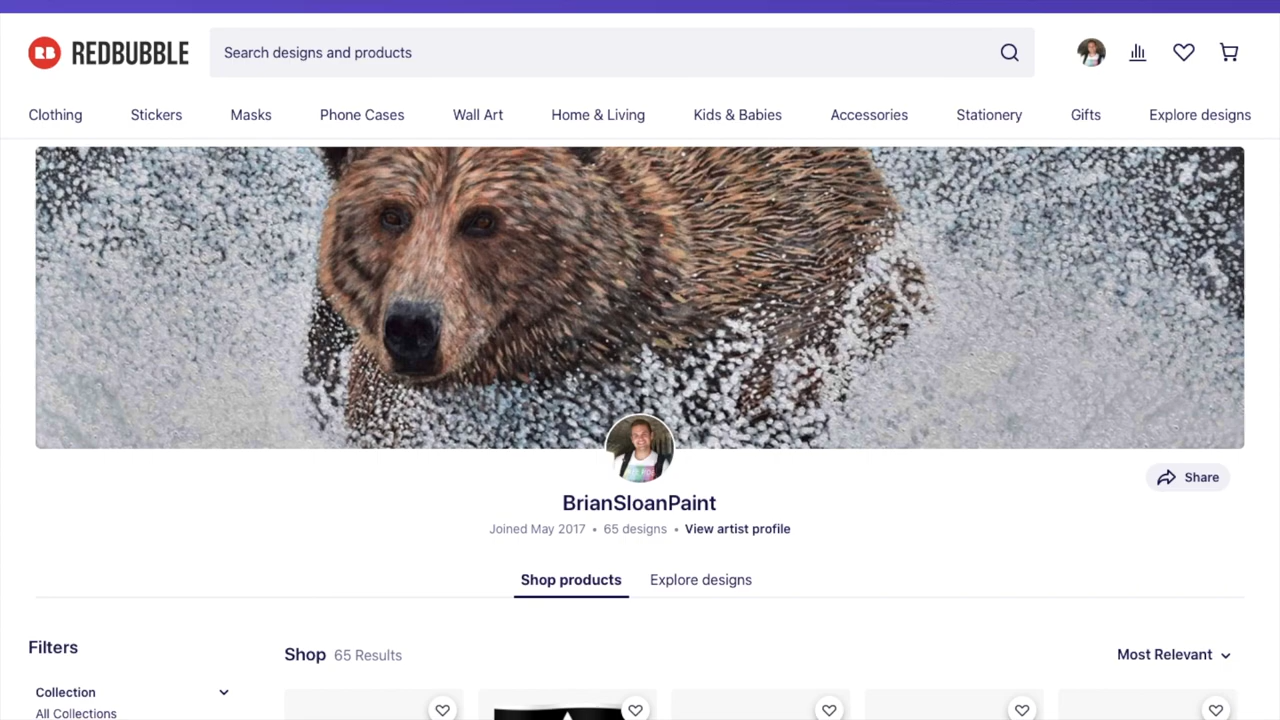 RB REDBUBBLE
Search designs and products
Clothing Stickers Masks Phone Cases Wall Art Home & Living Kids & Babies Accessories Stationery Gifts Explore designs
Share
BrianSloanPaint
Joined May 2017 • 65 designs • View artist profile
Shop products Explore designs
Filters
Shop 65 Results Most Relevant
Collection
All Collections